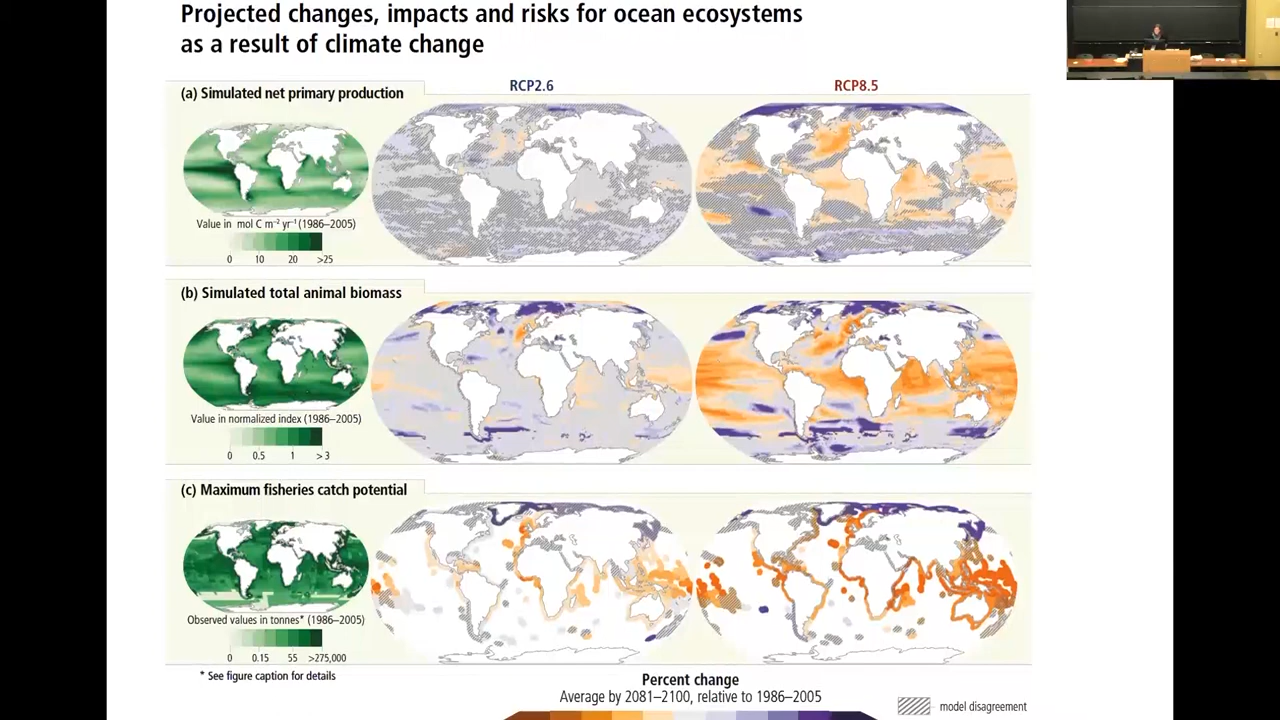 Projected changes, impacts and risks for ocean ecosystems
as a result of climate change
RCP2.6
RCP8.5
(a) Simulated net primary production
Value in mol C m⁻² yr⁻¹ (1986–2005)
0 10 20 >25
(b) Simulated total animal biomass
Value in normalized index (1986–2005)
0 0.5 1 > 3
(c) Maximum fisheries catch potential
Observed values in tonnes* (1986–2005)
0 0.15 55 >275,000
* See figure caption for details
Percent change
Average by 2081–2100, relative to 1986–2005
model disagreement